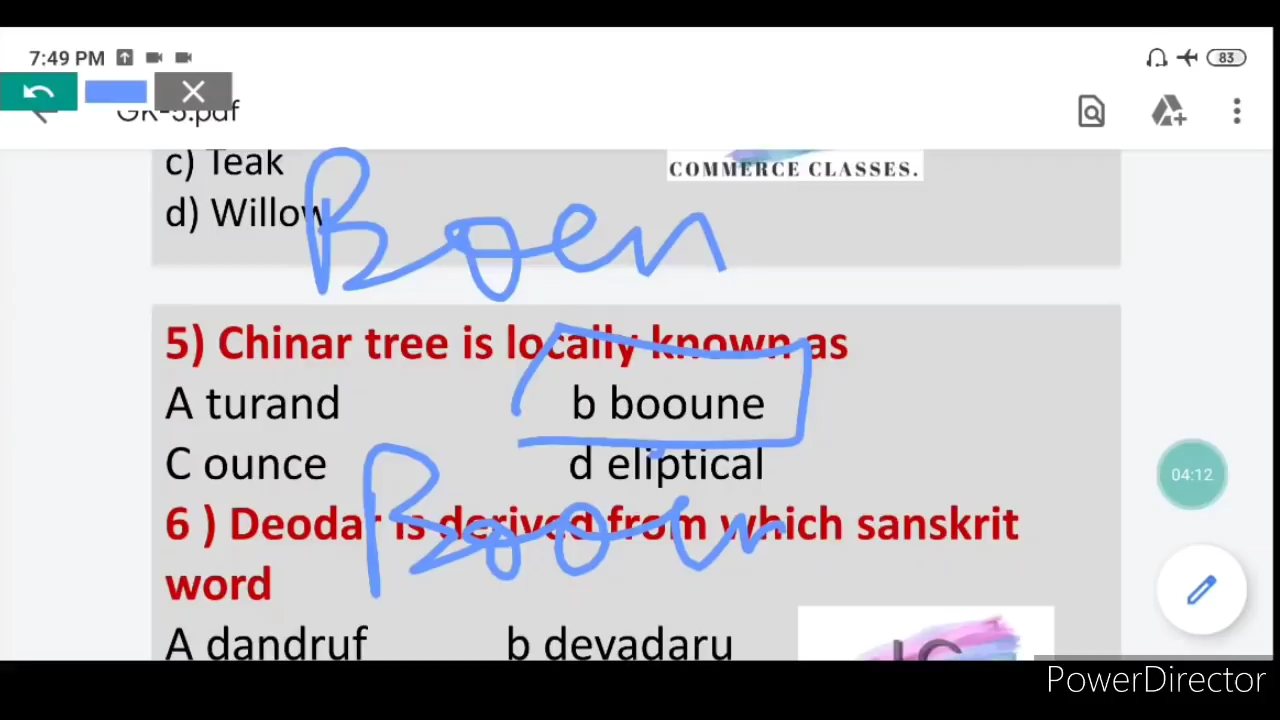 7:49 PM
83
GK-5.pdf
c) Teak
COMMERCE CLASSES.
d) Willow
Boen
5) Chinar tree is locally known as
A turand b booune
C ounce d eliptical
04:12
6 ) Deodar is derived from which sanskrit
word
A dandruf b devadaru
PowerDirector